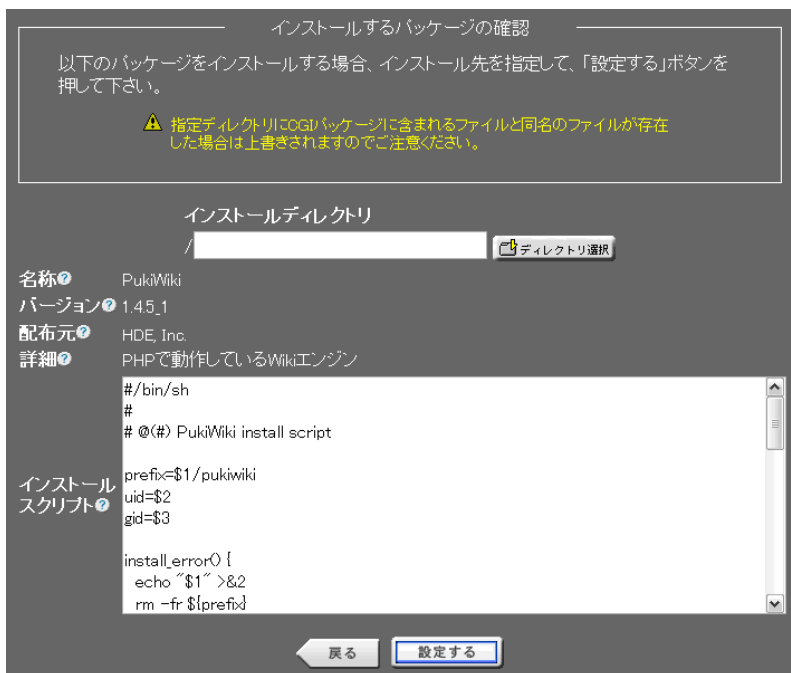 インストールするパッケージの確認
以下のパッケージをインストールする場合、インストール先を指定して、「設定する」ボタンを
押して下さい。
指定ディレクトリにCGIパッケージに含まれるファイルと同名のファイルが存在
した場合は上書きされますのでご注意ください。
インストールディレクトリ
/
ディレクトリ選択
名称? PukiWiki
バージョン? 1.4.5_1
配布元? HDE, Inc.
詳細? PHPで動作しているWikiエンジン
インストール
スクリプト?
#/bin/sh
#
# @(#) PukiWiki install script
prefix=$1/pukiwiki
uid=$2
gid=$3
install_error() {
echo "$1" >&2
rm -fr ${prefix}
戻る
設定する